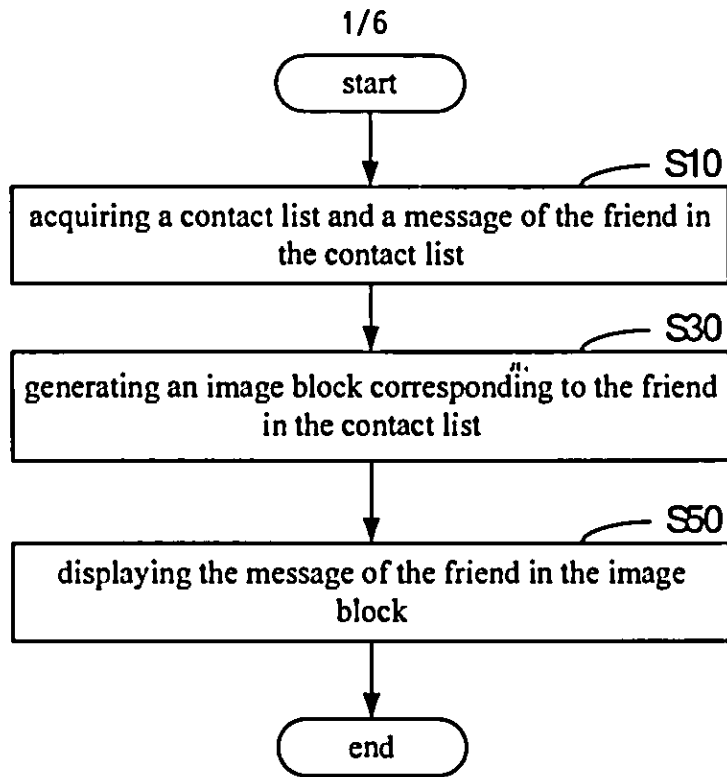 1/6
start
S10
acquiring a contact list and a message of the friend in
the contact list
S30
generating an image block corresponding to the friend
in the contact list
S50
displaying the message of the friend in the image
block
end